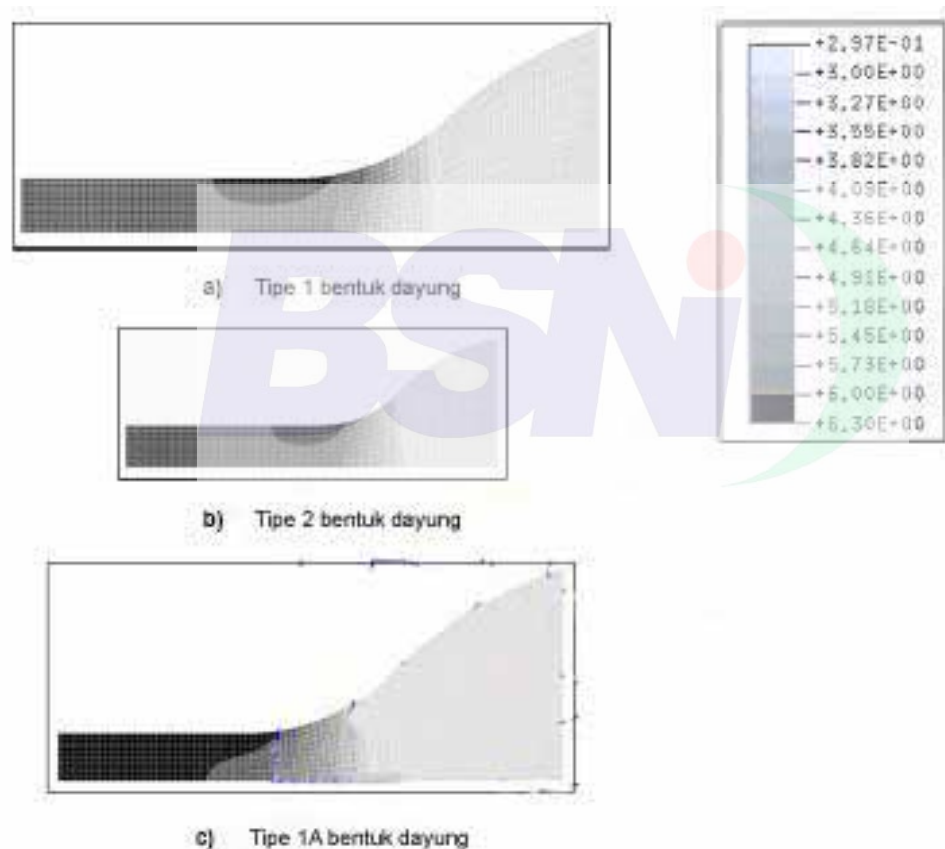 +2.97E-01
+3.00E+00
+3.27E+00
+3.55E+00
+3.82E+00
+4.09E+00
+4.36E+00
+4.64E+00
+4.91E+00
+5.18E+00
+5.45E+00
+5.73E+00
+6.00E+00
+6.30E+00
a) Tipe 1 bentuk dayung
BSNi
b) Tipe 2 bentuk dayung
c) Tipe 1A bentuk dayung